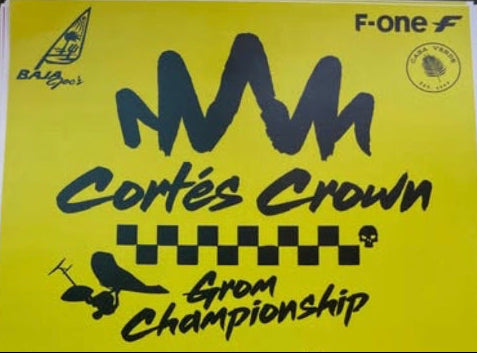 BAJA Joe's
F-ONE
CASA VERDE
Cortés Crown
Grom
Championship